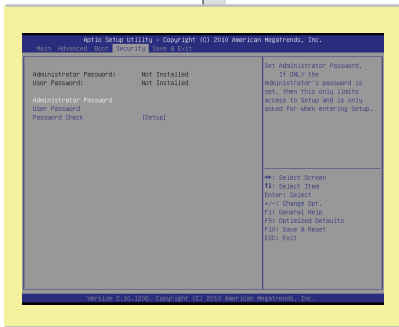 Aptio Setup Utility - Copyright (C) 2010 American Megatrends, Inc.
Main Advanced Boot Security Save & Exit
Administrator Password: Not Installed
User Password: Not Installed
Administrator Password
User Password
Password Check [Setup]
Set Administrator Password.
If ONLY the
Administrator's password is
set, then this only limits
access to Setup and is only
asked for when entering Setup.
→←: Select Screen
↑↓: Select Item
Enter: Select
+/-: Change Opt.
F1: General Help
F9: Optimized Defaults
F10: Save & Reset
ESC: Exit
Version 2.10.1208. Copyright (C) 2010 American Megatrends, Inc.